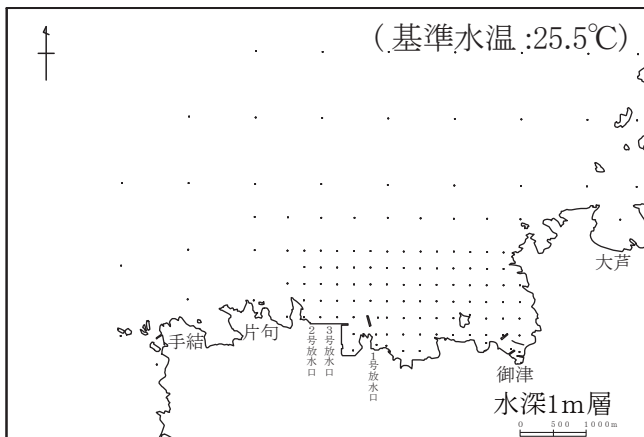 (基準水温:25.5℃)
大芦
手結
片句
2号放水口
3号放水口
1号放水口
御津
水深1m層
0 500 1000m